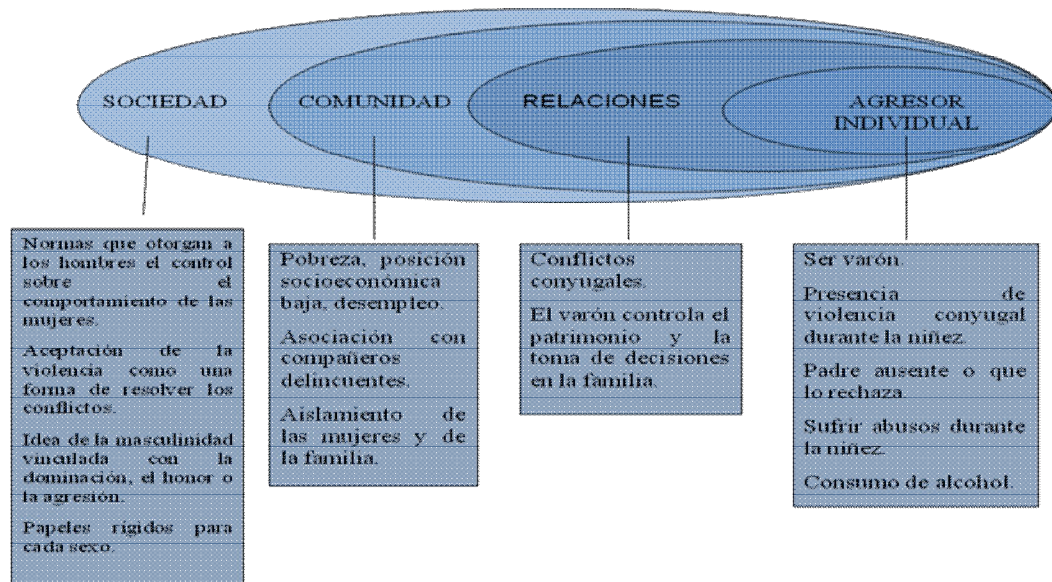 SOCIEDAD
COMUNIDAD
RELACIONES
AGRESOR
INDIVIDUAL
Normas que otorgan a
los hombres el control
sobre el
comportamiento de las
mujeres.
Aceptación de la
violencia como una
forma de resolver los
conflictos.
Idea de la masculinidad
vinculada con la
dominación, el honor o
la agresión.
Papeles rígidos para
cada sexo.
Pobreza, posición
socioeconómica
baja, desempleo.
Asociación con
compañeros
delincuentes.
Aislamiento de
las mujeres y de
la familia.
Conflictos
conyugales.
El varón controla el
patrimonio y la
toma de decisiones
en la familia.
Ser varón.
Presencia de
violencia conyugal
durante la niñez.
Padre ausente o que
lo rechaza.
Sufrir abusos durante
la niñez.
Consumo de alcohol.